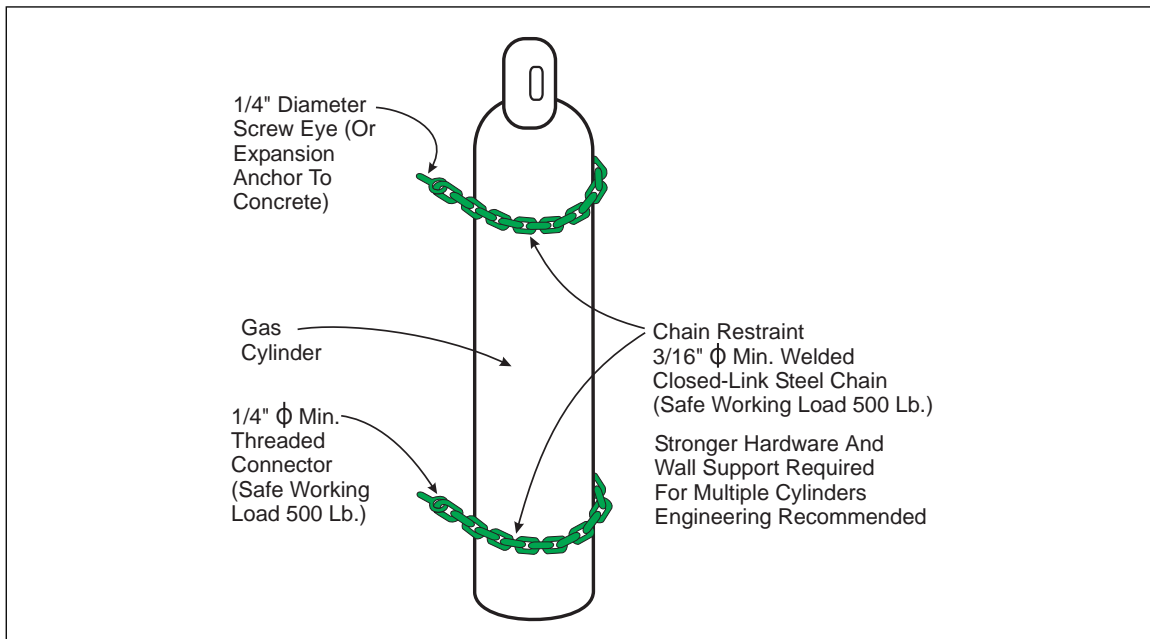 1/4" Diameter
Screw Eye (Or
Expansion
Anchor To
Concrete)
Gas
Cylinder
1/4" Φ Min.
Threaded
Connector
(Safe Working
Load 500 Lb.)
Chain Restraint
3/16" Φ Min. Welded
Closed-Link Steel Chain
(Safe Working Load 500 Lb.)
Stronger Hardware And
Wall Support Required
For Multiple Cylinders
Engineering Recommended